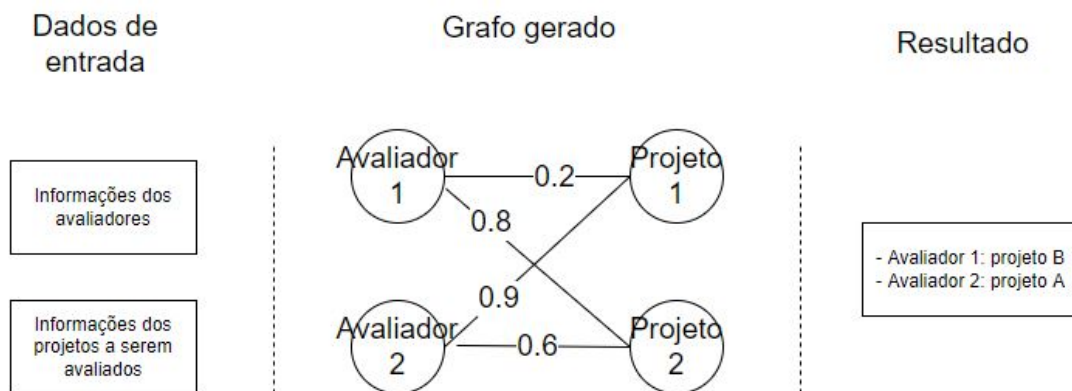 Dados de
entrada
Grafo gerado
Resultado
Informações dos
avaliadores
Informações dos
projetos a serem
avaliados
Avaliador
1
0.2
Projeto
1
0.8
0.9
Avaliador
2
0.6
Projeto
2
- Avaliador 1: projeto B
- Avaliador 2: projeto A